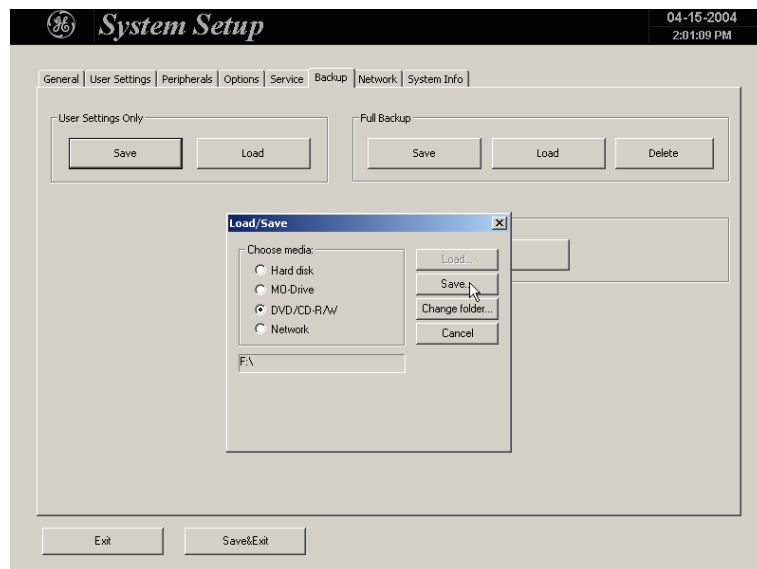 GE
System Setup
04-15-2004
2:01:09 PM
General User Settings Peripherals Options Service Backup Network System Info
User Settings Only
Save Load
Full Backup
Save Load Delete
Load/Save
Choose media:
Hard disk
MO-Drive
DVD/CD-R/W
Network
F:\
Load...
Save...
Change folder...
Cancel
Exit Save&Exit